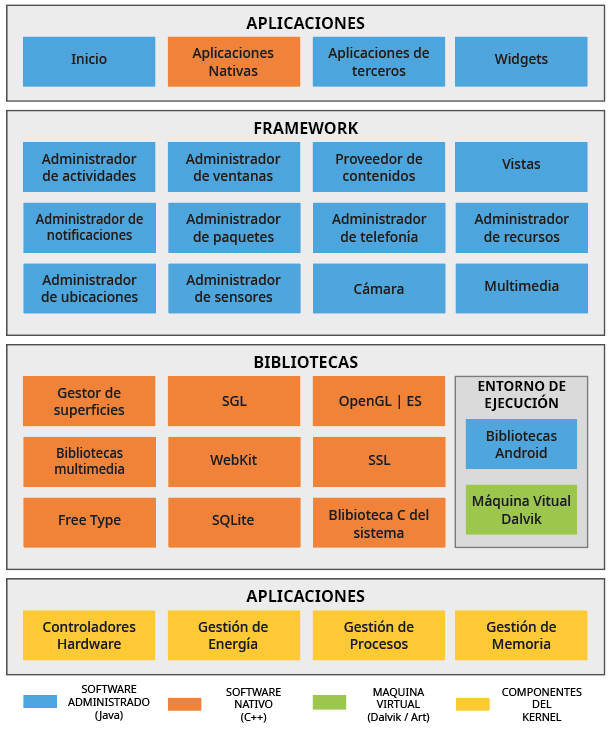 APLICACIONES
Inicio
Aplicaciones
Nativas
Aplicaciones de
terceros
Widgets
FRAMEWORK
Administrador
de actividades
Administrador
de ventanas
Proveedor de
contenidos
Vistas
Administrador de
notificaciones
Administrador
de paquetes
Administrador
de telefonía
Administrador
de recursos
Administrador
de ubicaciones
Administrador
de sensores
Cámara
Multimedia
BIBLIOTECAS
Gestor de
superficies
SGL
OpenGL | ES
Bibliotecas
multimedia
WebKit
SSL
Free Type
SQLite
Blibioteca C del
sistema
ENTORNO DE
EJECUCIÓN
Bibliotecas
Android
Máquina Vitual
Dalvik
APLICACIONES
Controladores
Hardware
Gestión de
Energía
Gestión de
Procesos
Gestión de
Memoria
SOFTWARE
ADMINISTRADO
(Java)
SOFTWARE
NATIVO
(C++)
MAQUINA
VIRTUAL
(Dalvik / Art)
COMPONENTES
DEL
KERNEL